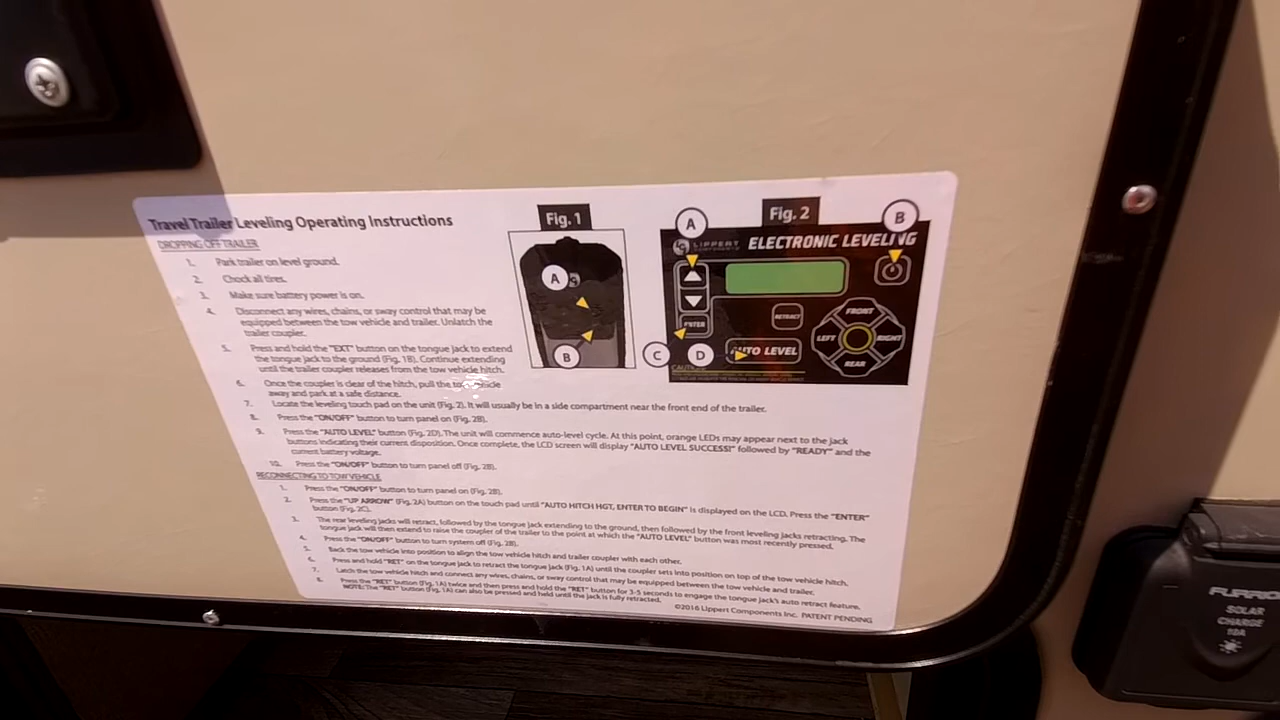 Travel Trailer Leveling Operating Instructions
DROPPING OFF TRAILER
1. Park trailer on level ground.
2. Chock all tires.
3. Make sure battery power is on.
4. Disconnect any wires, chains, or sway control that may be
equipped between the tow vehicle and trailer. Unlatch the
trailer coupler.
5. Press and hold the "EXT" button on the tongue jack to extend
the tongue jack to the ground (Fig. 1B). Continue extending
until the trailer coupler releases from the tow vehicle hitch.
6. Once the coupler is clear of the hitch, pull the tow vehicle
away and park at a safe distance.
7. Locate the leveling touch pad on the unit (Fig. 2). It will usually be in a side compartment near the front end of the trailer.
8. Press the "ON/OFF" button to turn panel on (Fig. 2B).
9. Press the "AUTO LEVEL" button (Fig. 2D). The unit will commence auto-level cycle. At this point, orange LEDs may appear next to the jack
buttons indicating their current disposition. Once complete, the LCD screen will display "AUTO LEVEL SUCCESS!" followed by "READY" and the
current battery voltage.
10. Press the "ON/OFF" button to turn panel off (Fig. 2B).
RECONNECTING TO TOW VEHICLE
1. Press the "ON/OFF" button to turn panel on (Fig. 2B).
2. Press the "UP ARROW" (Fig. 2A) button on the touch pad until "AUTO HITCH HGT, ENTER TO BEGIN" is displayed on the LCD. Press the "ENTER"
button (Fig. 2C).
3. The rear leveling jacks will retract, followed by the tongue jack extending to the ground, then followed by the front leveling jacks retracting. The
tongue jack will then extend to raise the coupler of the trailer to the point at which the "AUTO LEVEL" button was most recently pressed.
4. Press the "ON/OFF" button to turn system off (Fig. 2B).
5. Back the tow vehicle into position to align the tow vehicle hitch and trailer coupler with each other.
6. Press and hold "RET" on the tongue jack to retract the tongue jack (Fig. 1A) until the coupler sets into position on top of the tow vehicle hitch.
7. Latch the tow vehicle hitch and connect any wires, chains, or sway control that may be equipped between the tow vehicle and trailer.
8. Press the "RET" button (Fig. 1A) twice and then press and hold the "RET" button for 3-5 seconds to engage the tongue jack's auto retract feature.
NOTE: The "RET" button (Fig. 1A) can also be pressed and held until the jack is fully retracted.
©2016 Lippert Components Inc. PATENT PENDING
Fig. 1
A
B
Fig. 2
A
B
LIPPERT
COMPONENTS
ELECTRONIC LEVELING
ENTER
RETRACT
FRONT
LEFT
RIGHT
REAR
C
D
AUTO LEVEL
SOLAR
CHARGE
10A